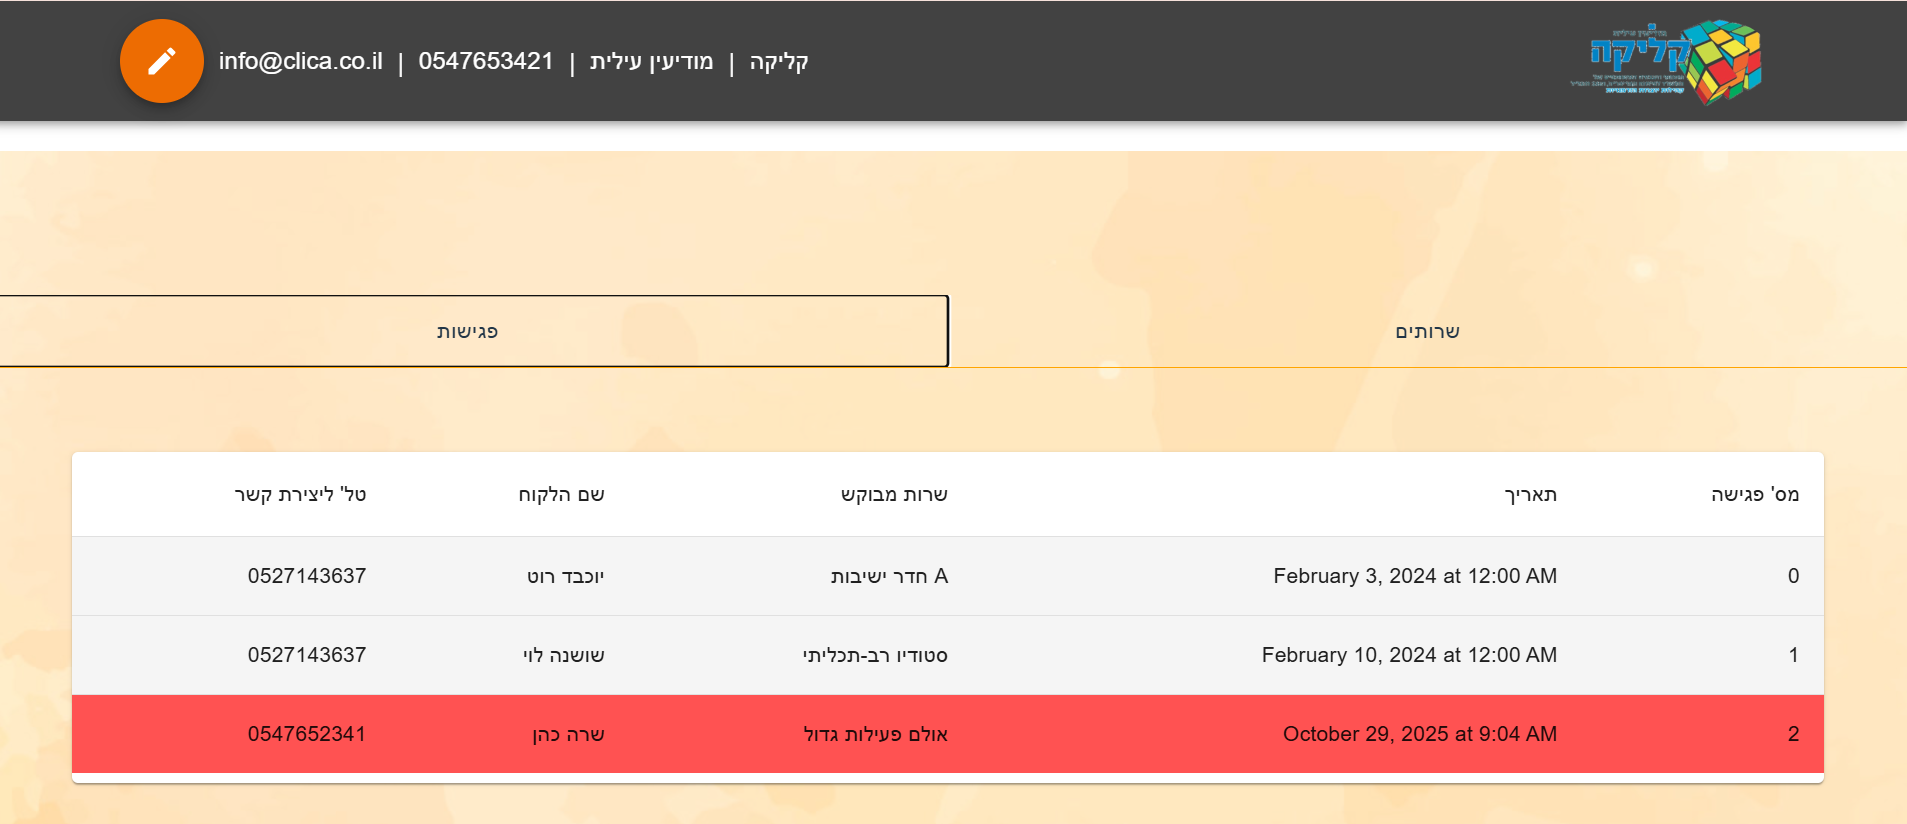 קליקה
קליקה | מודיעין עילית | 0547653421 | info@clica.co.il
שרותים
פגישות
מס' פגישה תאריך שרות מבוקש שם הלקוח טל' ליצירת קשר
0 February 3, 2024 at 12:00 AM A חדר ישיבות יוכבד רוט 0527143637
1 February 10, 2024 at 12:00 AM סטודיו רב-תכליתי שושנה לוי 0527143637
2 October 29, 2025 at 9:04 AM אולם פעילות גדול שרה כהן 0547652341